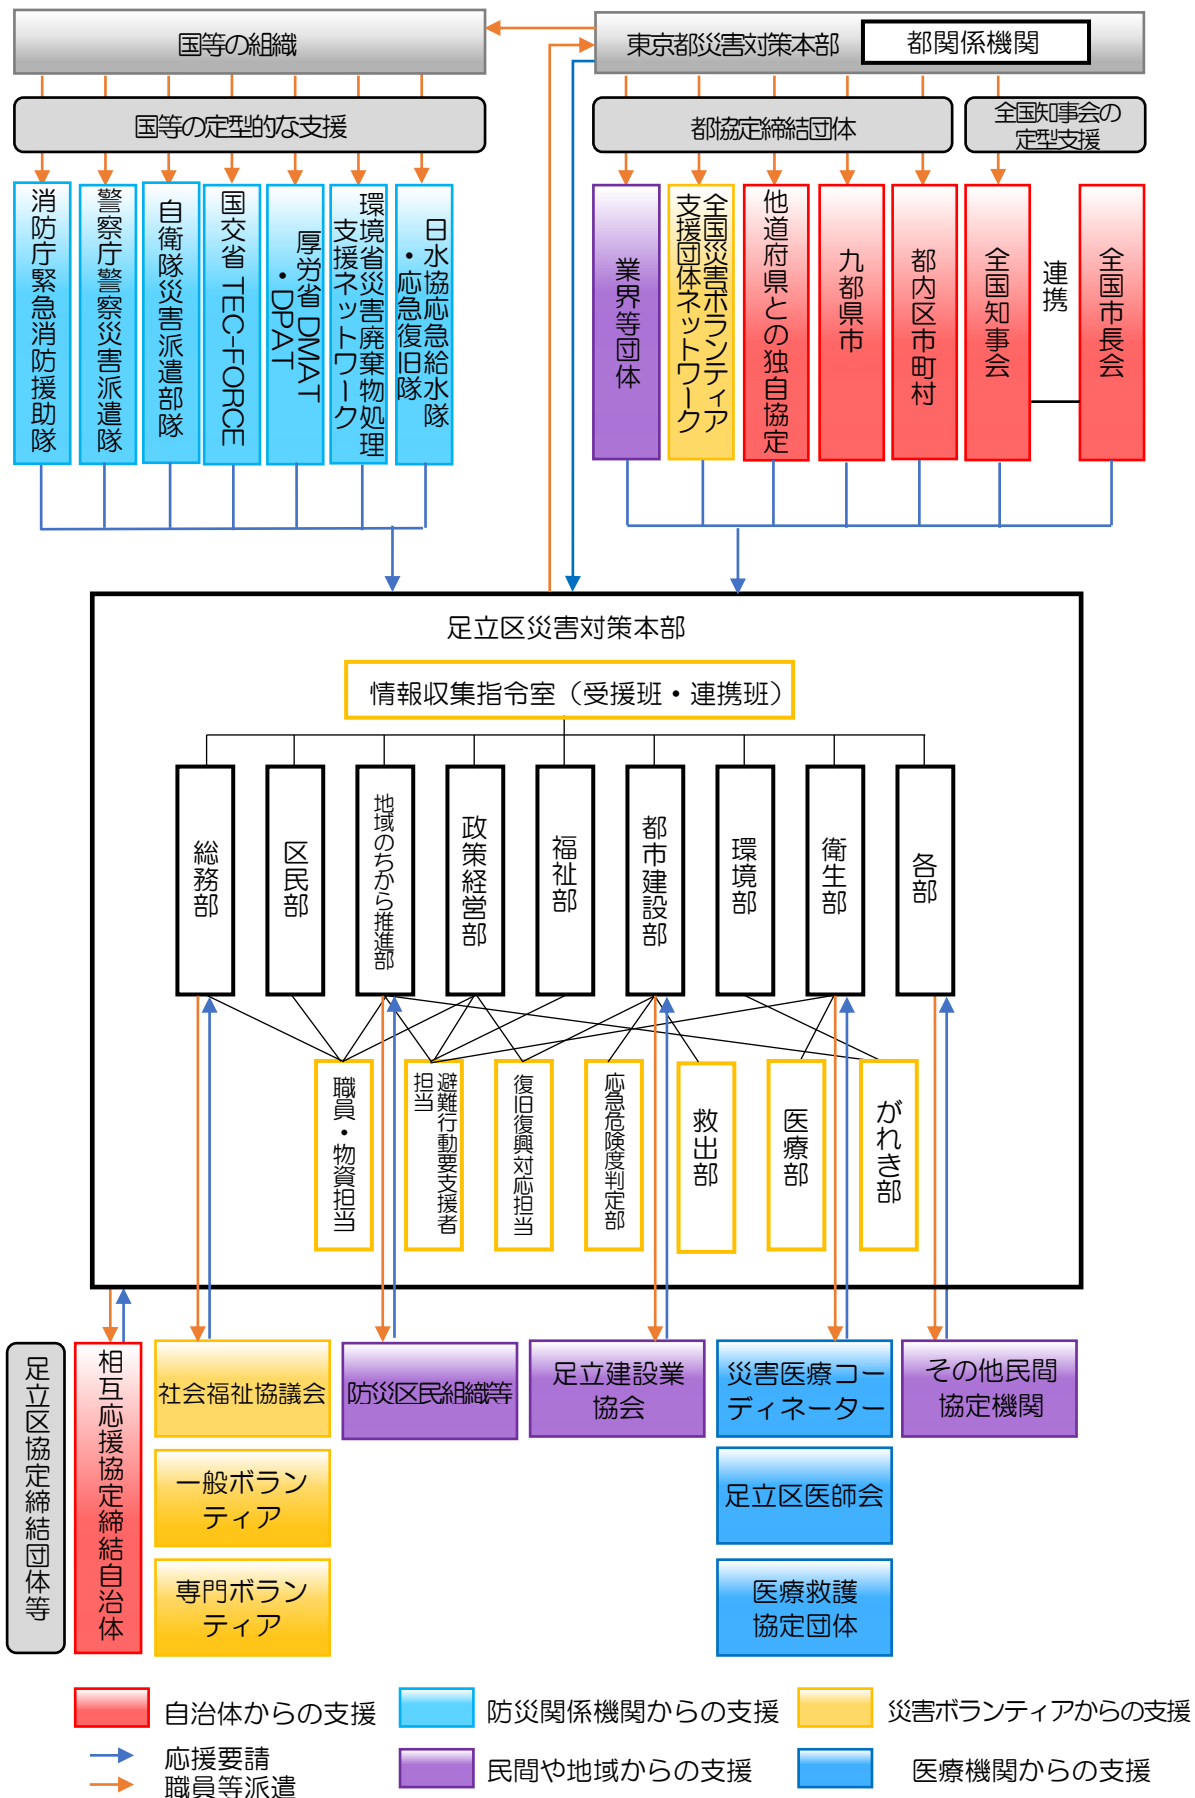 国等の組織
東京都災害対策本部
都関係機関
国等の定型的な支援
都協定締結団体
全国知事会の
定型支援
消防庁緊急消防援助隊
警察庁警察災害派遣隊
自衛隊災害派遣部隊
国交省 TEC-FORCE
厚労省 DMAT
・DPAT
環境省災害廃棄物処理
支援ネットワーク
日水協応急給水隊
・応急復旧隊
業界等団体
全国災害ボランティア
支援団体ネットワーク
他道府県との独自協定
九都県市
都内区市町村
全国知事会
連携
全国市長会
足立区災害対策本部
情報収集指令室（受援班・連携班）
総務部
区民部
地域のちから推進部
政策経営部
福祉部
都市建設部
環境部
衛生部
各部
職員・物資担当
避難行動要支援者
担当
復旧復興対応担当
応急危険度判定部
救出部
医療部
がれき部
足立区協定締結団体等
相互応援協定締結自治体
社会福祉協議会
防災区民組織等
足立建設業
協会
災害医療コー
ディネーター
その他民間
協定機関
一般ボラン
ティア
足立区医師会
専門ボラン
ティア
医療救護
協定団体
自治体からの支援
防災関係機関からの支援
災害ボランティアからの支援
応援要請
職員等派遣
民間や地域からの支援
医療機関からの支援